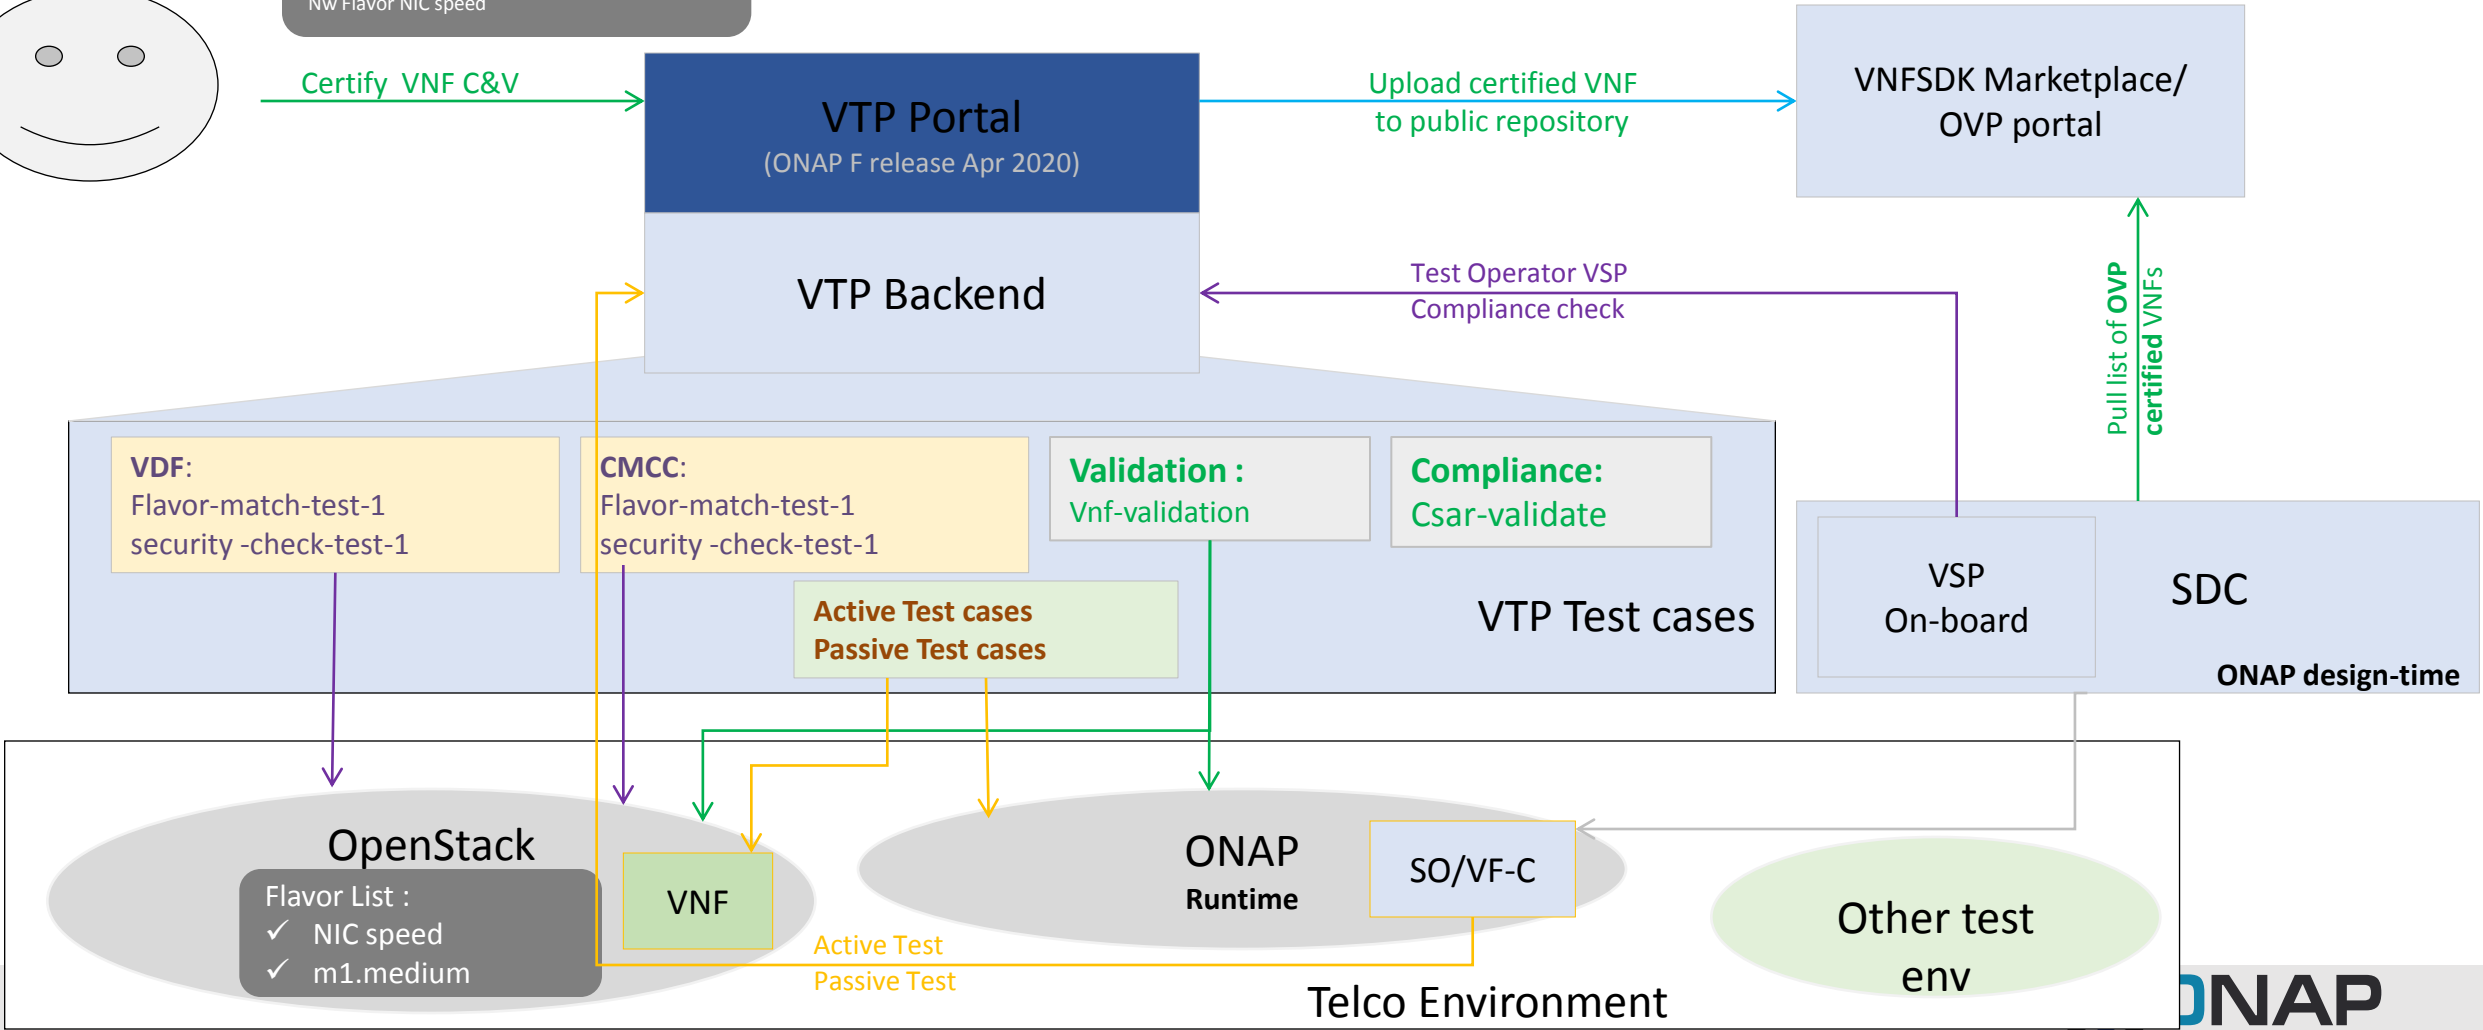 Nw Flavor NIC speed
Certify VNF C&V
VTP Portal
(ONAP F release Apr 2020)
Upload certified VNF
to public repository
VNFSDK Marketplace/
OVP portal
VTP Backend
Test Operator VSP
Compliance check
Pull list of OVP
certified VNFs
VDF:
Flavor-match-test-1
security -check-test-1
CMCC:
Flavor-match-test-1
security -check-test-1
Validation :
Vnf-validation
Compliance:
Csar-validate
Active Test cases
Passive Test cases
VTP Test cases
VSP
On-board
SDC
ONAP design-time
OpenStack
Flavor List :
✓ NIC speed
✓ m1.medium
VNF
ONAP
Runtime
SO/VF-C
Active Test
Passive Test
Other test
env
Telco Environment
ONAP